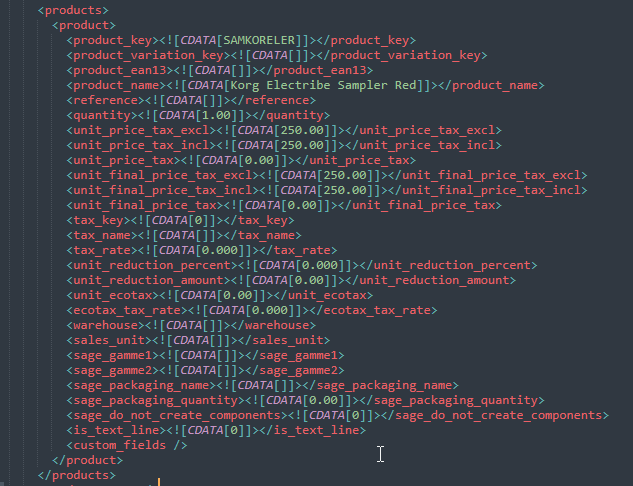 <products>
<product>
<product_key><![CDATA[SAMKORELER]]></product_key>
<product_variation_key><![CDATA[]]></product_variation_key>
<product_ean13><![CDATA[]]></product_ean13>
<product_name><![CDATA[Korg Electribe Sampler Red]]></product_name>
<reference><![CDATA[]]></reference>
<quantity><![CDATA[1.00]]></quantity>
<unit_price_tax_excl><![CDATA[250.00]]></unit_price_tax_excl>
<unit_price_tax_incl><![CDATA[250.00]]></unit_price_tax_incl>
<unit_price_tax><![CDATA[0.00]]></unit_price_tax>
<unit_final_price_tax_excl><![CDATA[250.00]]></unit_final_price_tax_excl>
<unit_final_price_tax_incl><![CDATA[250.00]]></unit_final_price_tax_incl>
<unit_final_price_tax><![CDATA[0.00]]></unit_final_price_tax>
<tax_key><![CDATA[0]]></tax_key>
<tax_name><![CDATA[]]></tax_name>
<tax_rate><![CDATA[0.000]]></tax_rate>
<unit_reduction_percent><![CDATA[0.000]]></unit_reduction_percent>
<unit_reduction_amount><![CDATA[0.00]]></unit_reduction_amount>
<unit_ecotax><![CDATA[0.00]]></unit_ecotax>
<ecotax_tax_rate><![CDATA[0.000]]></ecotax_tax_rate>
<warehouse><![CDATA[]]></warehouse>
<sales_unit><![CDATA[]]></sales_unit>
<sage_gamme1><![CDATA[]]></sage_gamme1>
<sage_gamme2><![CDATA[]]></sage_gamme2>
<sage_packaging_name><![CDATA[]]></sage_packaging_name>
<sage_packaging_quantity><![CDATA[0.00]]></sage_packaging_quantity>
<sage_do_not_create_components><![CDATA[0]]></sage_do_not_create_components>
<is_text_line><![CDATA[0]]></is_text_line>
<custom_fields />
</product>
</products>